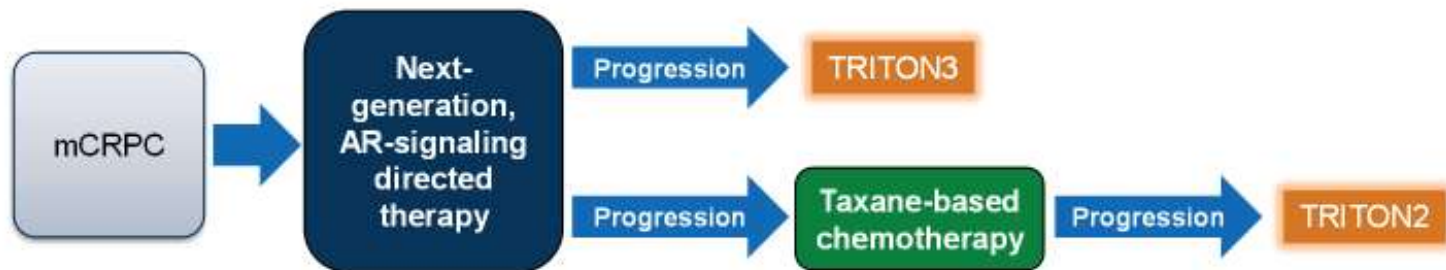 mCRPC
Next-
generation,
AR-signaling
directed
therapy
Progression
TRITON3
Progression
Taxane-based
chemotherapy
Progression
TRITON2